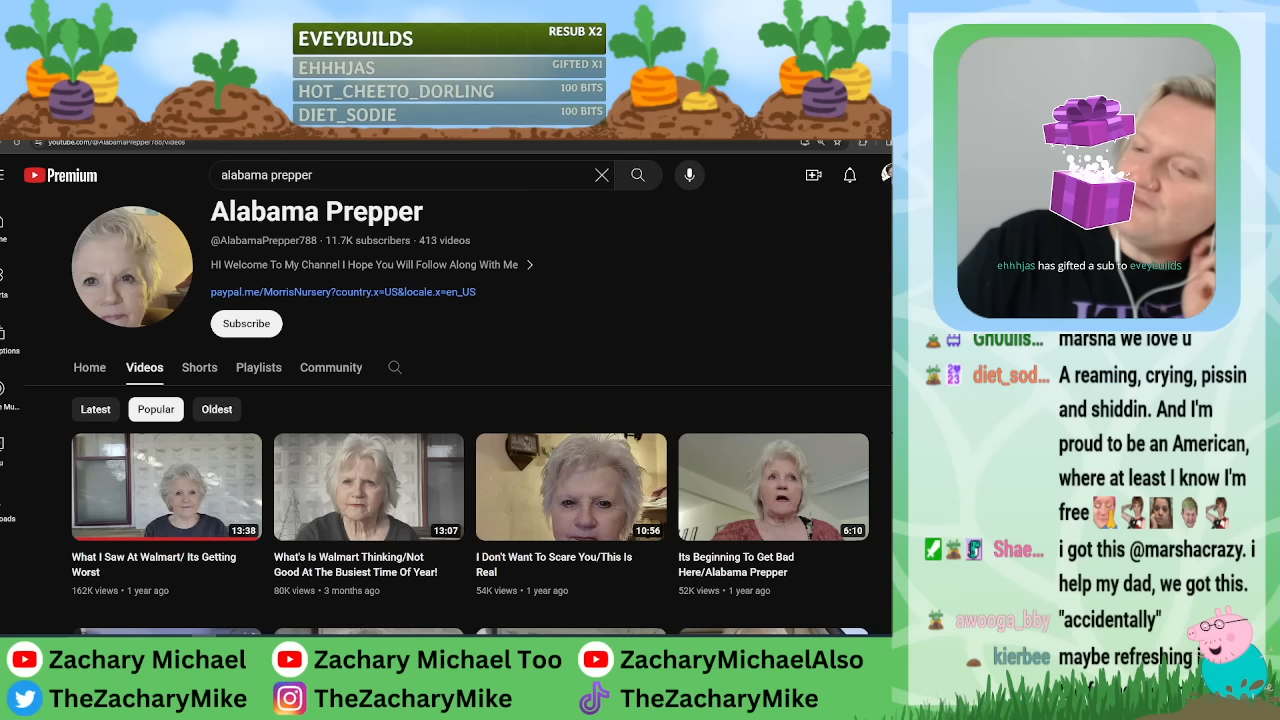 EVEYBUILDS RESUB X2
EHHHJAS GIFTED X1
HOT_CHEETO_DORLING 100 BITS
DIET_SODIE 100 BITS
youtube.com/@AlabamaPrepper788/videos
Premium
alabama prepper
Alabama Prepper
@AlabamaPrepper788 · 11.7K subscribers · 413 videos
HI Welcome To My Channel I Hope You Will Follow Along With Me
paypal.me/MorrisNursery?country.x=US&locale.x=en_US
Subscribe
Home Videos Shorts Playlists Community
Latest Popular Oldest
13:38 13:07 10:56 6:10
What I Saw At Walmart/ Its Getting
Worst
162K views • 1 year ago
What's Is Walmart Thinking/Not
Good At The Busiest Time Of Year!
80K views • 3 months ago
I Don't Want To Scare You/This Is
Real
54K views • 1 year ago
Its Beginning To Get Bad
Here/Alabama Prepper
52K views • 1 year ago
Zachary Michael Zachary Michael Too ZacharyMichaelAlso
TheZacharyMike TheZacharyMike TheZacharyMike
ehhhjas has gifted a sub to eveybuilds
Gh0ulis... marsha we love u
diet_sod... A reaming, crying, pissin
and shiddin. And I'm
proud to be an American,
where at least I know I'm
free
Shae... i got this @marshacrazy. i
help my dad, we got this.
awooga_bby "accidentally"
kierbee maybe refreshing